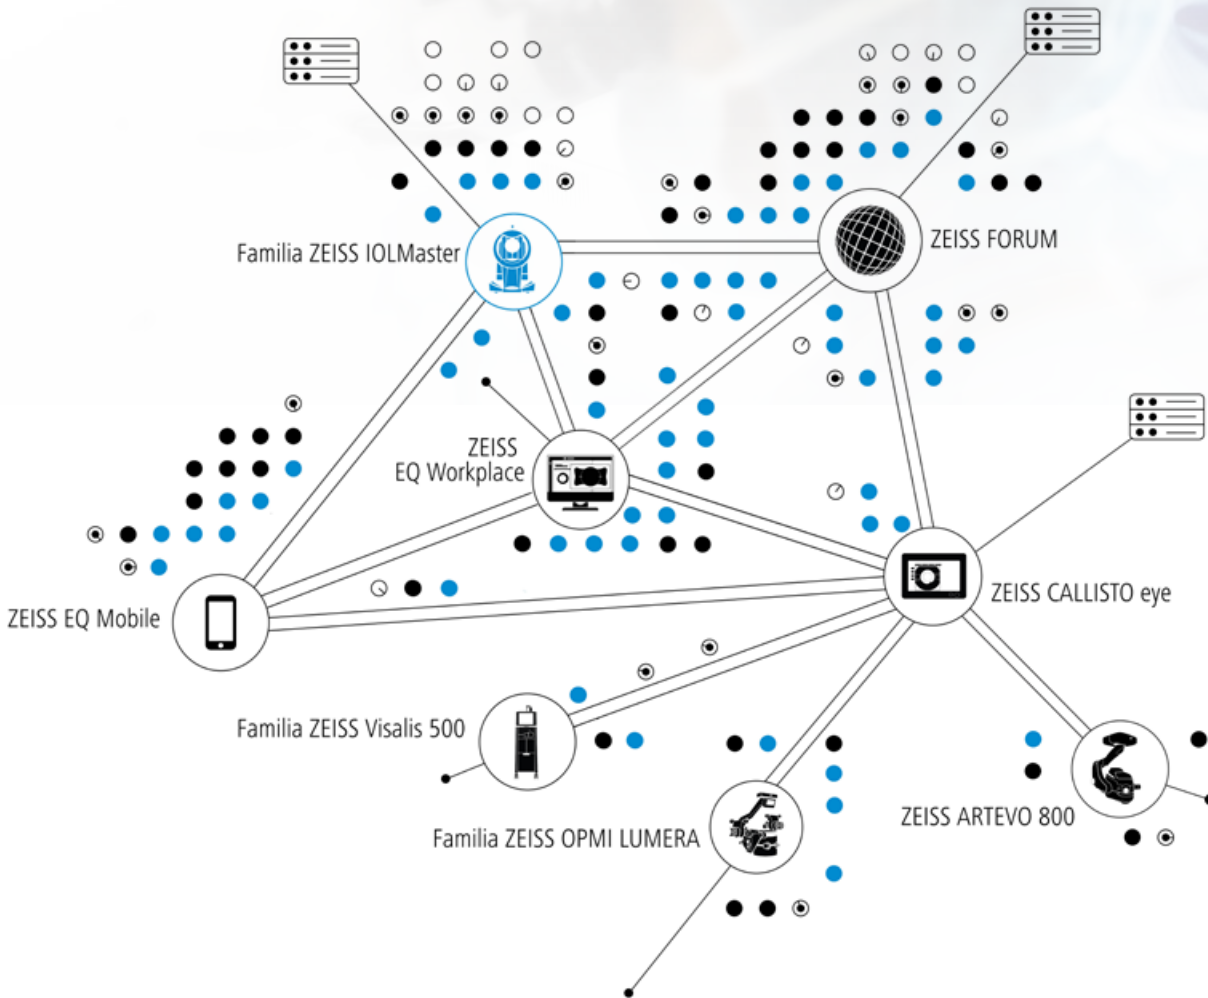 Familia ZEISS IOLMaster
ZEISS FORUM
ZEISS
EQ Workplace
ZEISS CALLISTO eye
ZEISS EQ Mobile
Familia ZEISS Visalis 500
Familia ZEISS OPMI LUMERA
ZEISS ARTEVO 800